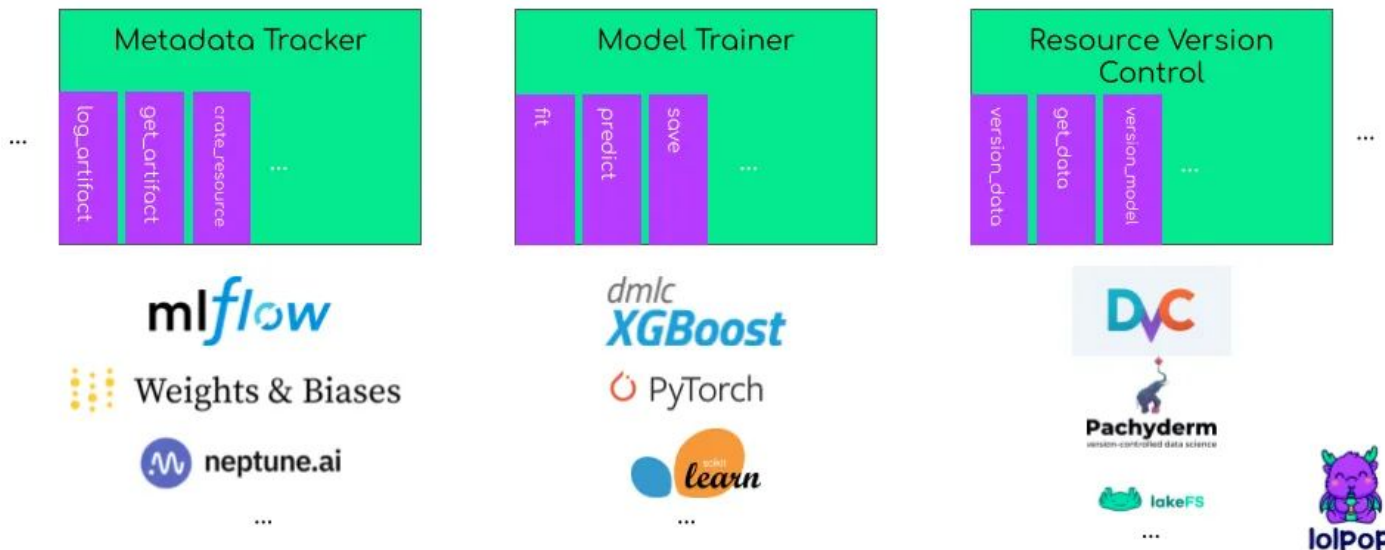 Metadata Tracker
log_artifact
get_artifact
crate_resource
...
Model Trainer
fit
predict
save
...
Resource Version
Control
version_data
get_data
version_model
...
...
...
mlflow
Weights & Biases
neptune.ai
...
dmlc
XGBoost
PyTorch
scikit
learn
...
DVC
Pachyderm
version-controlled data science
lakeFS
...
lolpop